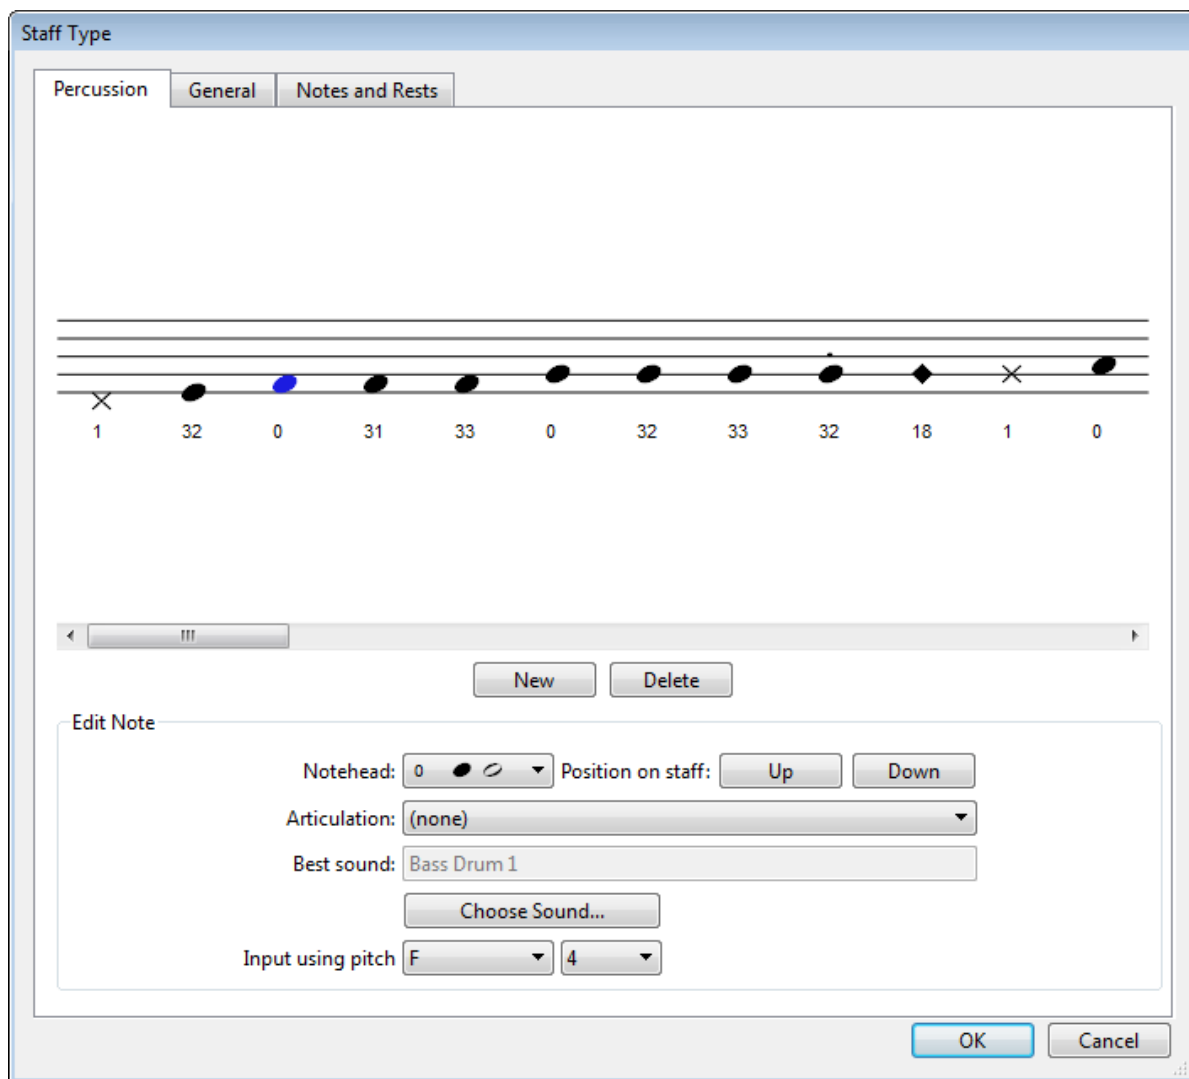 Staff Type
Percussion General Notes and Rests
1 32 0 31 33 0 32 33 32 18 1 0
New Delete
Edit Note
Notehead: 0 Position on staff: Up Down
Articulation: (none)
Best sound: Bass Drum 1
Choose Sound...
Input using pitch F 4
OK Cancel